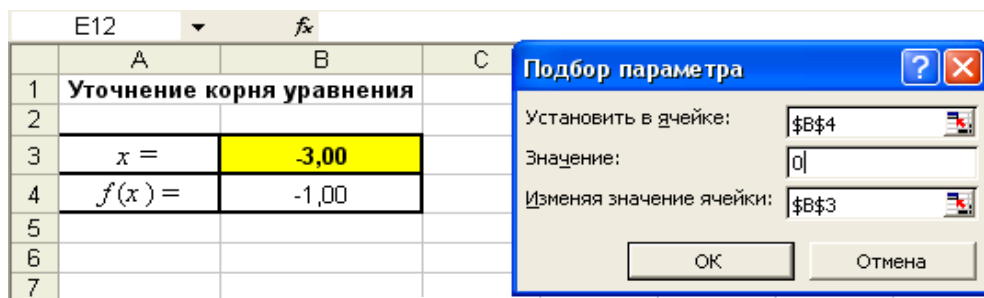 E12 fx
A B C
1 Уточнение корня уравнения
2
3 x = -3,00
4 f(x) = -1,00
5
6
7
Подбор параметра
Установить в ячейке: $B$4
Значение: 0
Изменяя значение ячейки: $B$3
ОК Отмена